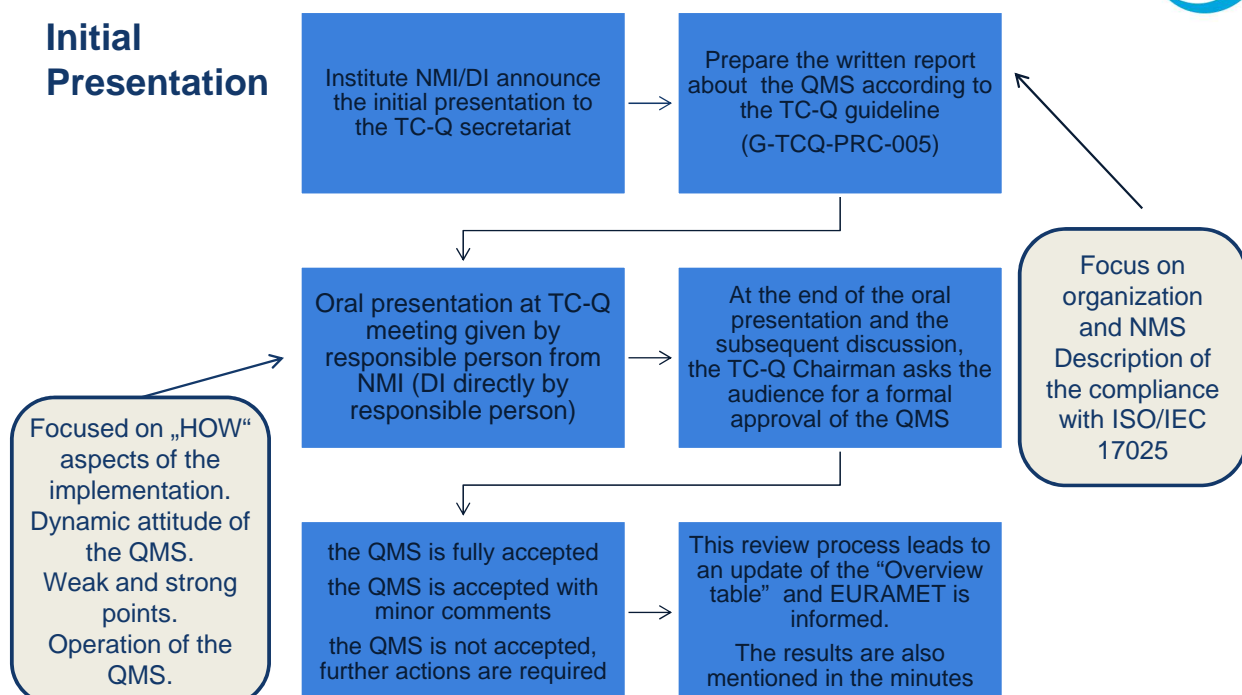 Initial
Presentation
Institute NMI/DI announce
the initial presentation to
the TC-Q secretariat
Prepare the written report
about the QMS according to
the TC-Q guideline
(G-TCQ-PRC-005)
Oral presentation at TC-Q
meeting given by
responsible person from
NMI (DI directly by
responsible person)
At the end of the oral
presentation and the
subsequent discussion,
the TC-Q Chairman asks the
audience for a formal
approval of the QMS
Focus on
organization
and NMS
Description of
the compliance
with ISO/IEC
17025
Focused on „HOW“
aspects of the
implementation.
Dynamic attitude of
the QMS.
Weak and strong
points.
Operation of the
QMS.
the QMS is fully accepted
the QMS is accepted with
minor comments
the QMS is not accepted,
further actions are required
This review process leads to
an update of the “Overview
table” and EURAMET is
informed.
The results are also
mentioned in the minutes